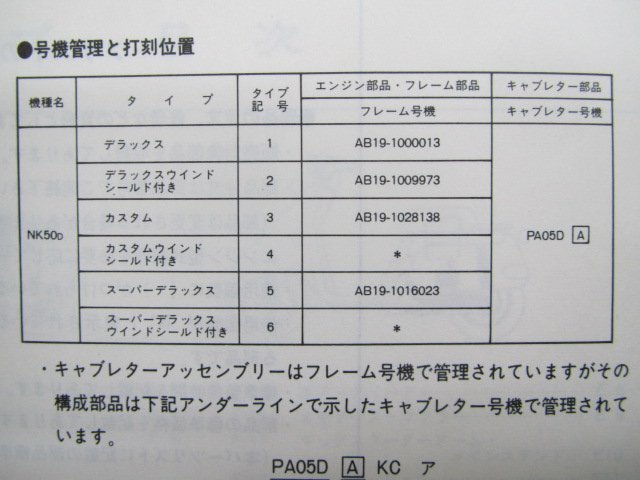 ●号機管理と打刻位置
機種名 タイプ タイプ記号 エンジン部品・フレーム部品 キャブレター部品
フレーム号機 キャブレター号機
NK50D デラックス 1 AB19-1000013 PA05D A
デラックスウインドシールド付き 2 AB19-1009973
カスタム 3 AB19-1028138
カスタムウインドシールド付き 4 *
スーパーデラックス 5 AB19-1016023
スーパーデラックスウインドシールド付き 6 *
・キャブレターアッセンブリーはフレーム号機で管理されていますがその
構成部品は下記アンダーラインで示したキャブレター号機で管理されて
います。
PA05D A KC ア